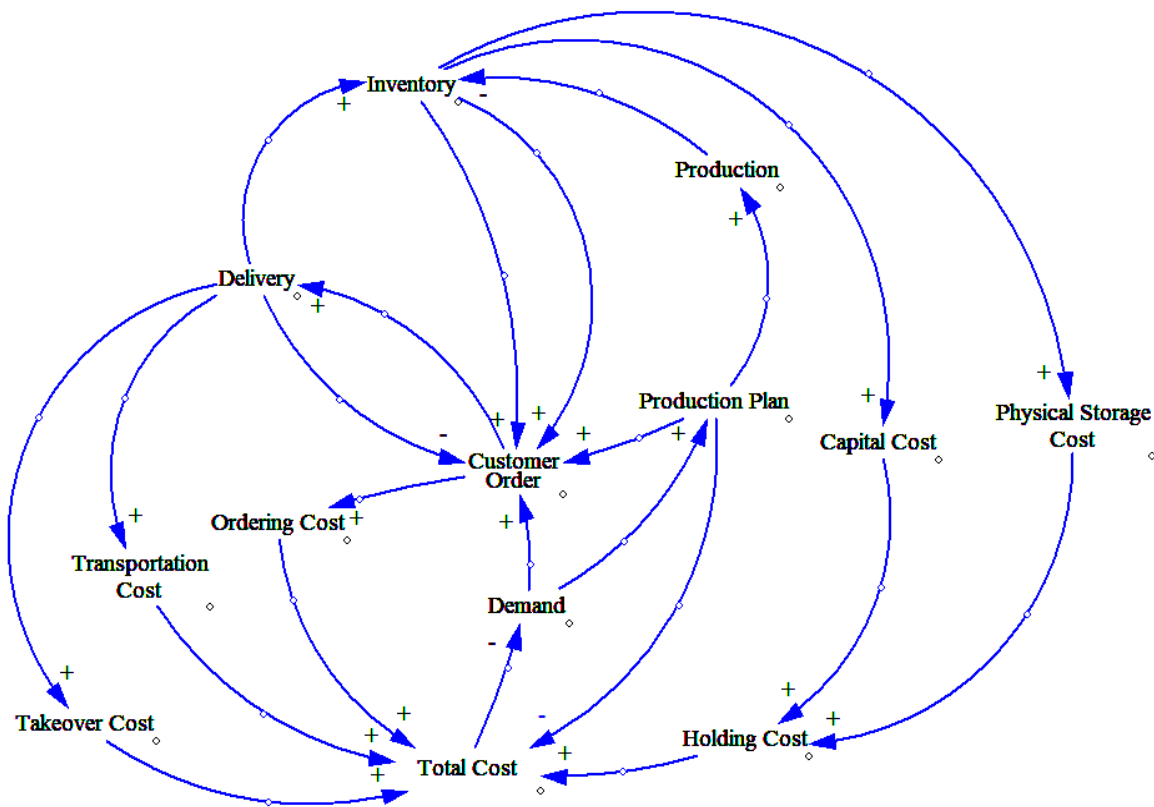 Inventory
+
-
Production
+
Delivery
+
+
Production Plan
+
Physical Storage
Cost
+
Capital Cost
-
+
+
+
+
Customer
Order
Ordering Cost
+
+
+
Transportation
Cost
Demand
-
+
Takeover Cost
+
+
+
-
+
+
+
Holding Cost
Total Cost